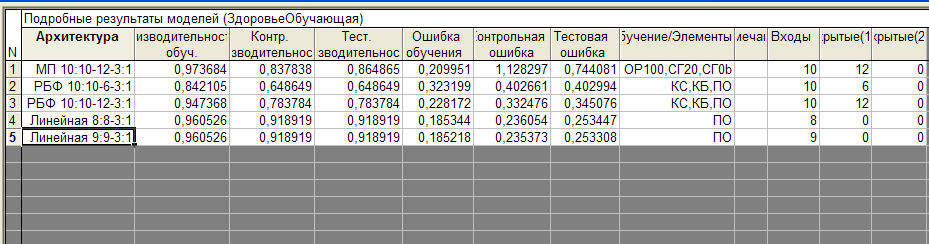 Подробные результаты моделей (ЗдоровьеОбучающая)
N Архитектура изводительност обуч. Контр. зводительнос Тест. зводительнос Ошибка обучения онтрольная ошибка Тестовая ошибка бучение/Элементы мечан Входы крытые(1 крытые(2
1 МП 10:10-12-3:1 0,973684 0,837838 0,864865 0,209951 1,128297 0,744081 ОР100,СГ20,СГ0b 10 12 0
2 РБФ 10:10-6-3:1 0,842105 0,648649 0,648649 0,323199 0,402661 0,402994 КС,КБ,ПО 10 6 0
3 РБФ 10:10-12-3:1 0,947368 0,783784 0,783784 0,228172 0,332476 0,345076 КС,КБ,ПО 10 12 0
4 Линейная 8:8-3:1 0,960526 0,918919 0,918919 0,185344 0,236054 0,253447 ПО 8 0 0
5 Линейная 9:9-3:1 0,960526 0,918919 0,918919 0,185218 0,235373 0,253308 ПО 9 0 0